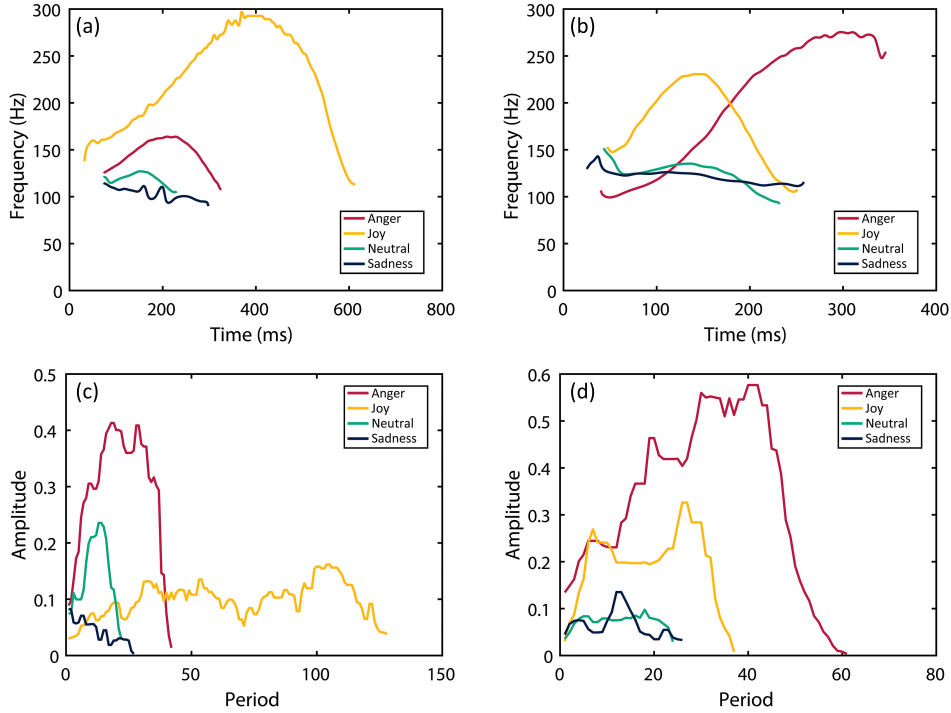 (a)
300
250
200
150
100
50
0
Frequency (Hz)
0 200 400 600 800
Time (ms)
Anger
Joy
Neutral
Sadness
(b)
300
250
200
150
100
50
0
Frequency (Hz)
0 100 200 300 400
Time (ms)
Anger
Joy
Neutral
Sadness
(c)
0.5
0.4
0.3
0.2
0.1
0
Amplitude
0 50 100 150
Period
Anger
Joy
Neutral
Sadness
(d)
0.6
0.5
0.4
0.3
0.2
0.1
0
Amplitude
0 20 40 60 80
Period
Anger
Joy
Neutral
Sadness